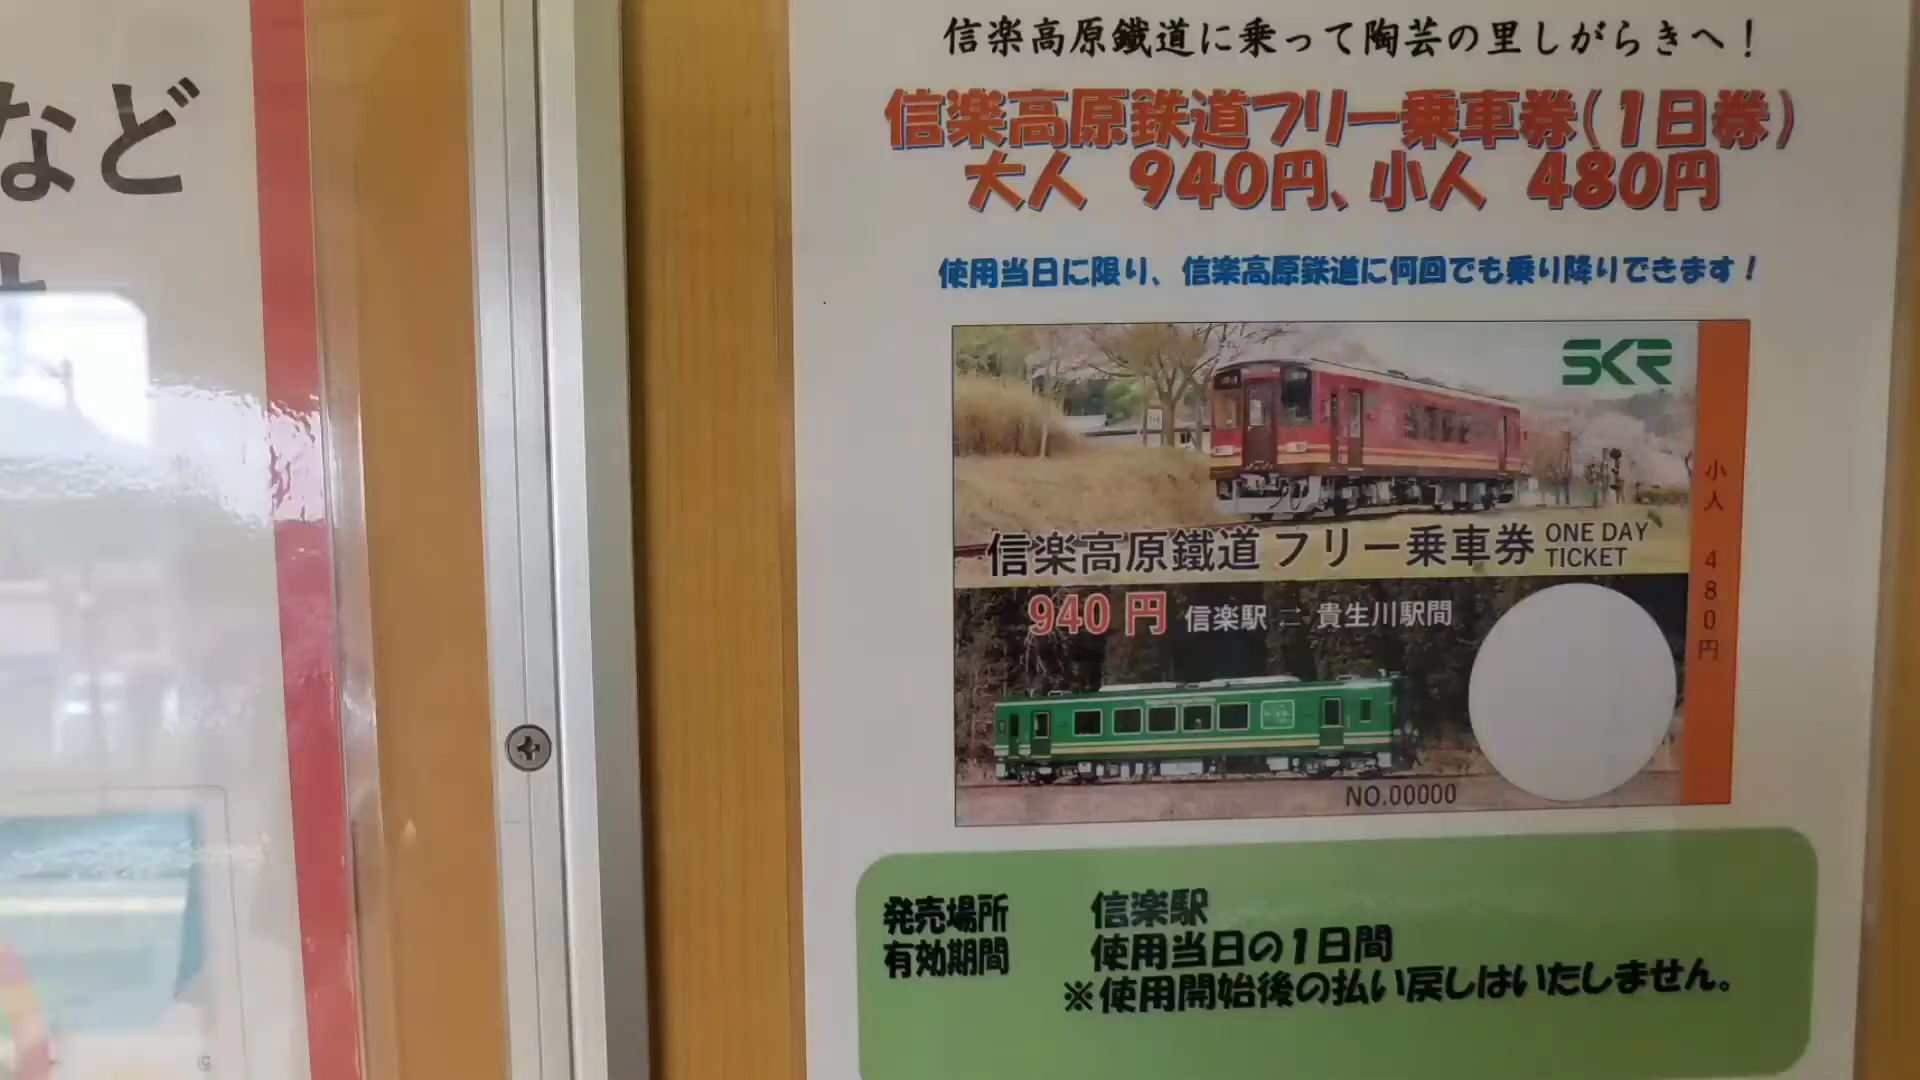 など
信楽高原鐵道に乗って陶芸の里しがらきへ！
信楽高原鉄道フリー乗車券(1日券)
大人 940円、小人 480円
使用当日に限り、信楽高原鉄道に何回でも乗り降りできます！
SKR
信楽高原鐵道 フリー乗車券 ONE DAY TICKET
940円 信楽駅 ⇄ 貴生川駅間
NO.00000
小人 480円
発売場所 信楽駅
有効期間 使用当日の1日間
※使用開始後の払い戻しはいたしません。